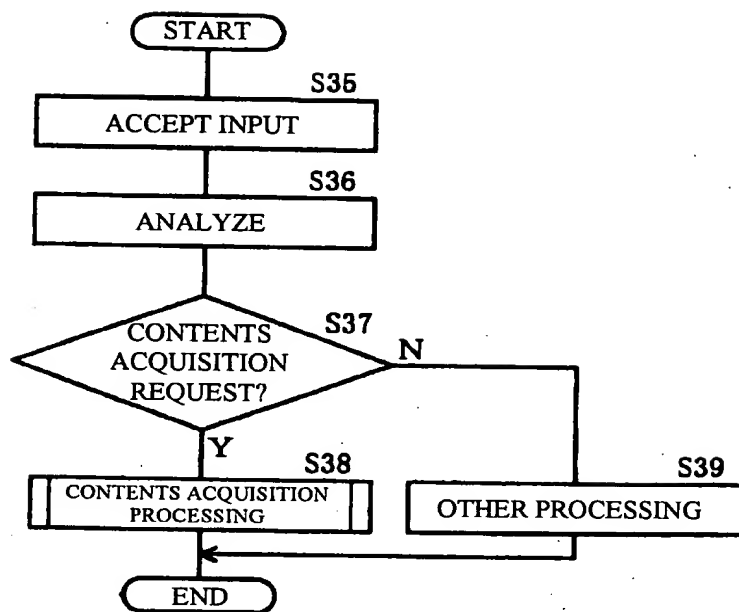 START
S35
ACCEPT INPUT
S36
ANALYZE
S37
CONTENTS
ACQUISITION
REQUEST?
N
Y
S38
CONTENTS ACQUISITION
PROCESSING
S39
OTHER PROCESSING
END